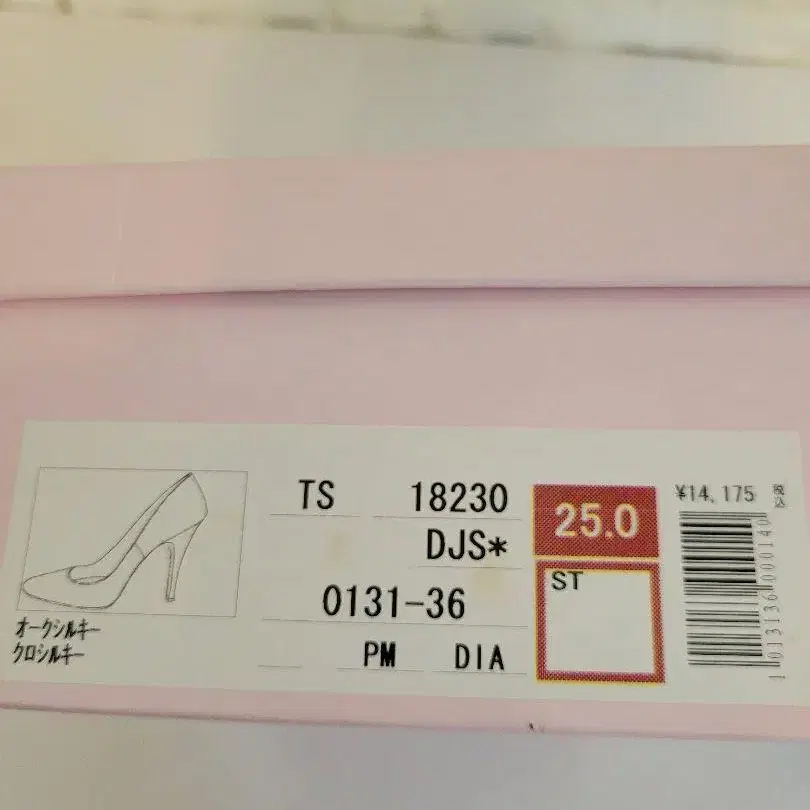 TS 18230
DJS*
0131-36
PM DIA
25.0
ST
¥14,175 税込
1013136000140
オークシルキー
クロシルキー